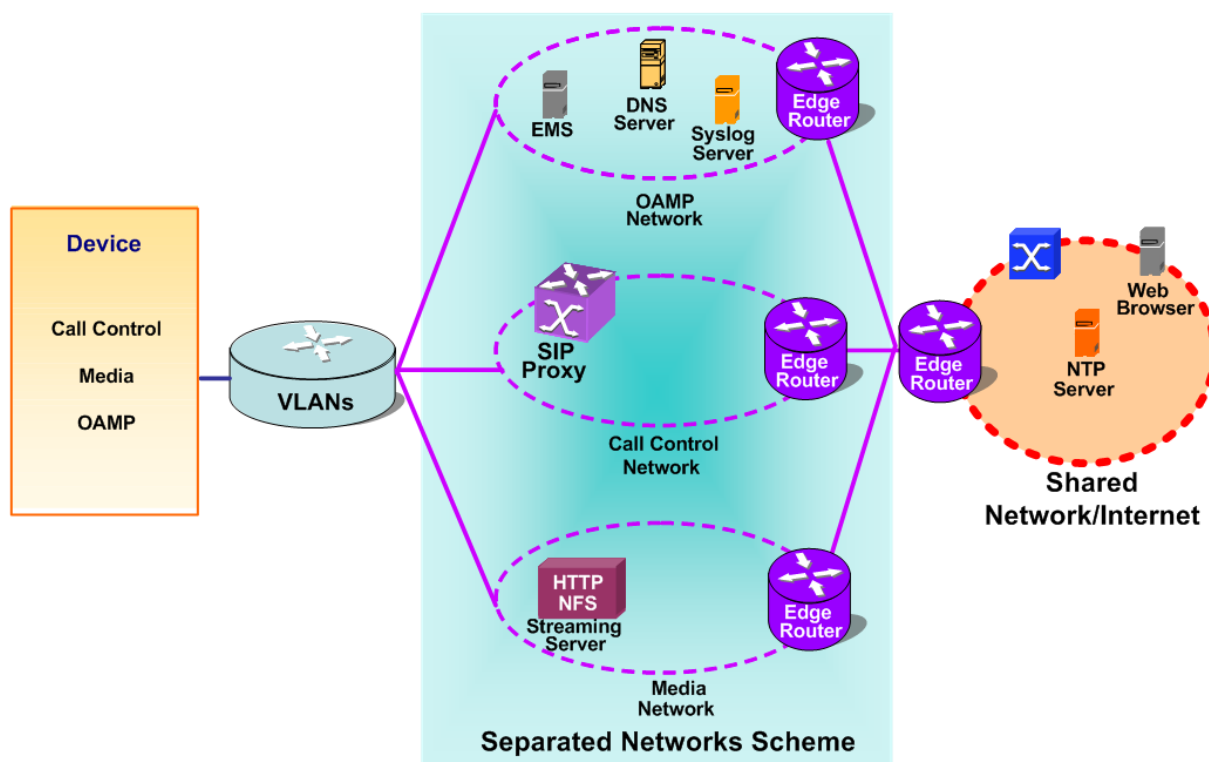 Device
Call Control
Media
OAMP
VLANs
EMS
DNS
Server
Syslog
Server
Edge
Router
OAMP
Network
SIP
Proxy
Edge
Router
Call Control
Network
HTTP
NFS
Streaming
Server
Edge
Router
Media
Network
Separated Networks Scheme
Edge
Router
Web
Browser
NTP
Server
Shared
Network/Internet